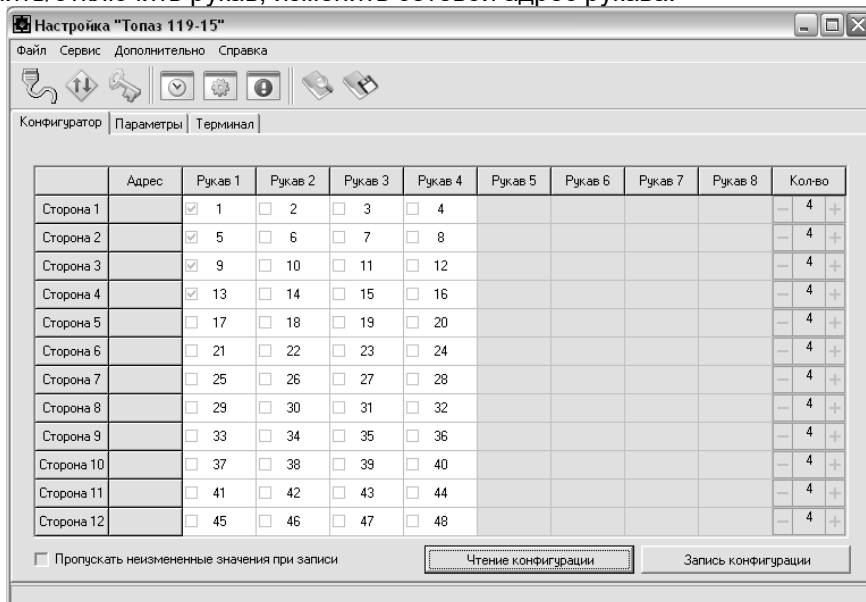 отключить рукав, изменить сетевой адрес рукава.
Настройка "Топаз 119-15"
Файл Сервис Дополнительно Справка
Конфигуратор Параметры Терминал
Адрес Рукав 1 Рукав 2 Рукав 3 Рукав 4 Рукав 5 Рукав 6 Рукав 7 Рукав 8 Кол-во
Сторона 1 1 2 3 4 4
Сторона 2 5 6 7 8 4
Сторона 3 9 10 11 12 4
Сторона 4 13 14 15 16 4
Сторона 5 17 18 19 20 4
Сторона 6 21 22 23 24 4
Сторона 7 25 26 27 28 4
Сторона 8 29 30 31 32 4
Сторона 9 33 34 35 36 4
Сторона 10 37 38 39 40 4
Сторона 11 41 42 43 44 4
Сторона 12 45 46 47 48 4
Пропускать неизмененные значения при записи Чтение конфигурации Запись конфигурации